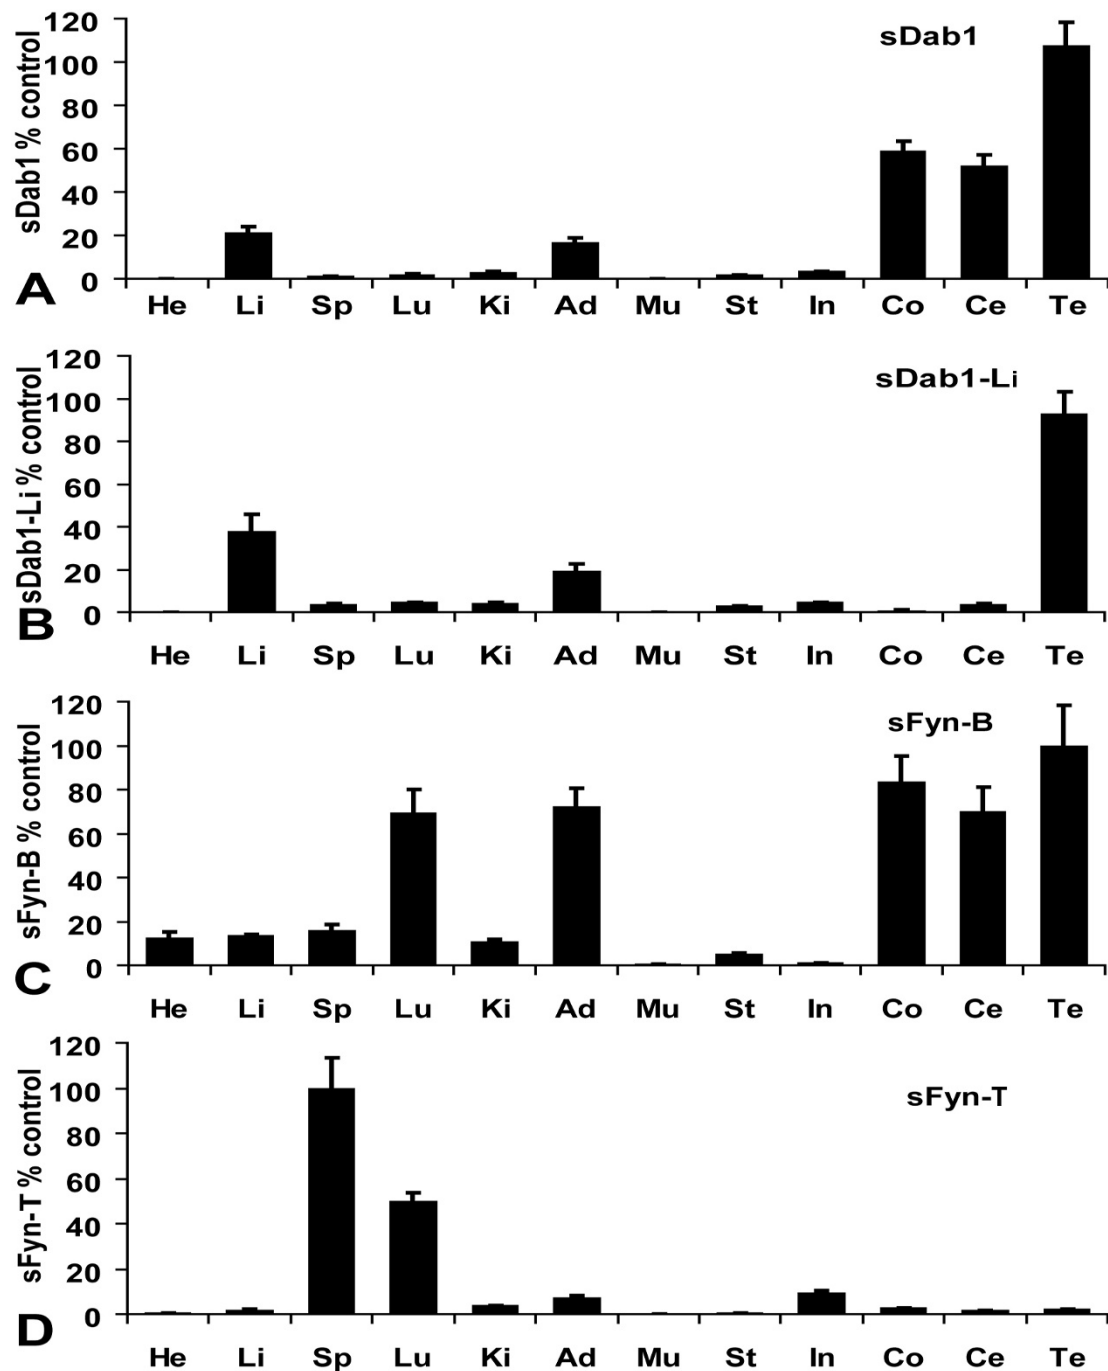 sDab1
sDab1 % control
120
100
80
60
40
20
0
A
He Li Sp Lu Ki Ad Mu St In Co Ce Te
sDab1-Li
sDab1-Li % control
120
100
80
60
40
20
0
B
He Li Sp Lu Ki Ad Mu St In Co Ce Te
sFyn-B
sFyn-B % control
120
100
80
60
40
20
0
C
He Li Sp Lu Ki Ad Mu St In Co Ce Te
sFyn-T
sFyn-T % control
120
100
80
60
40
20
0
D
He Li Sp Lu Ki Ad Mu St In Co Ce Te